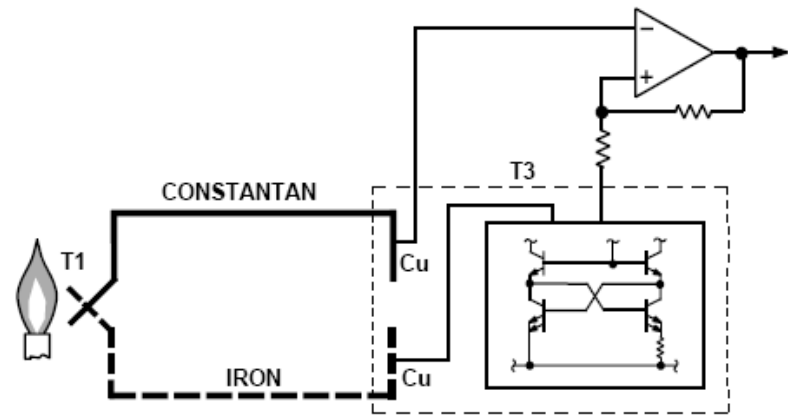 −
+
T3
CONSTANTAN
T1
Cu
IRON
Cu